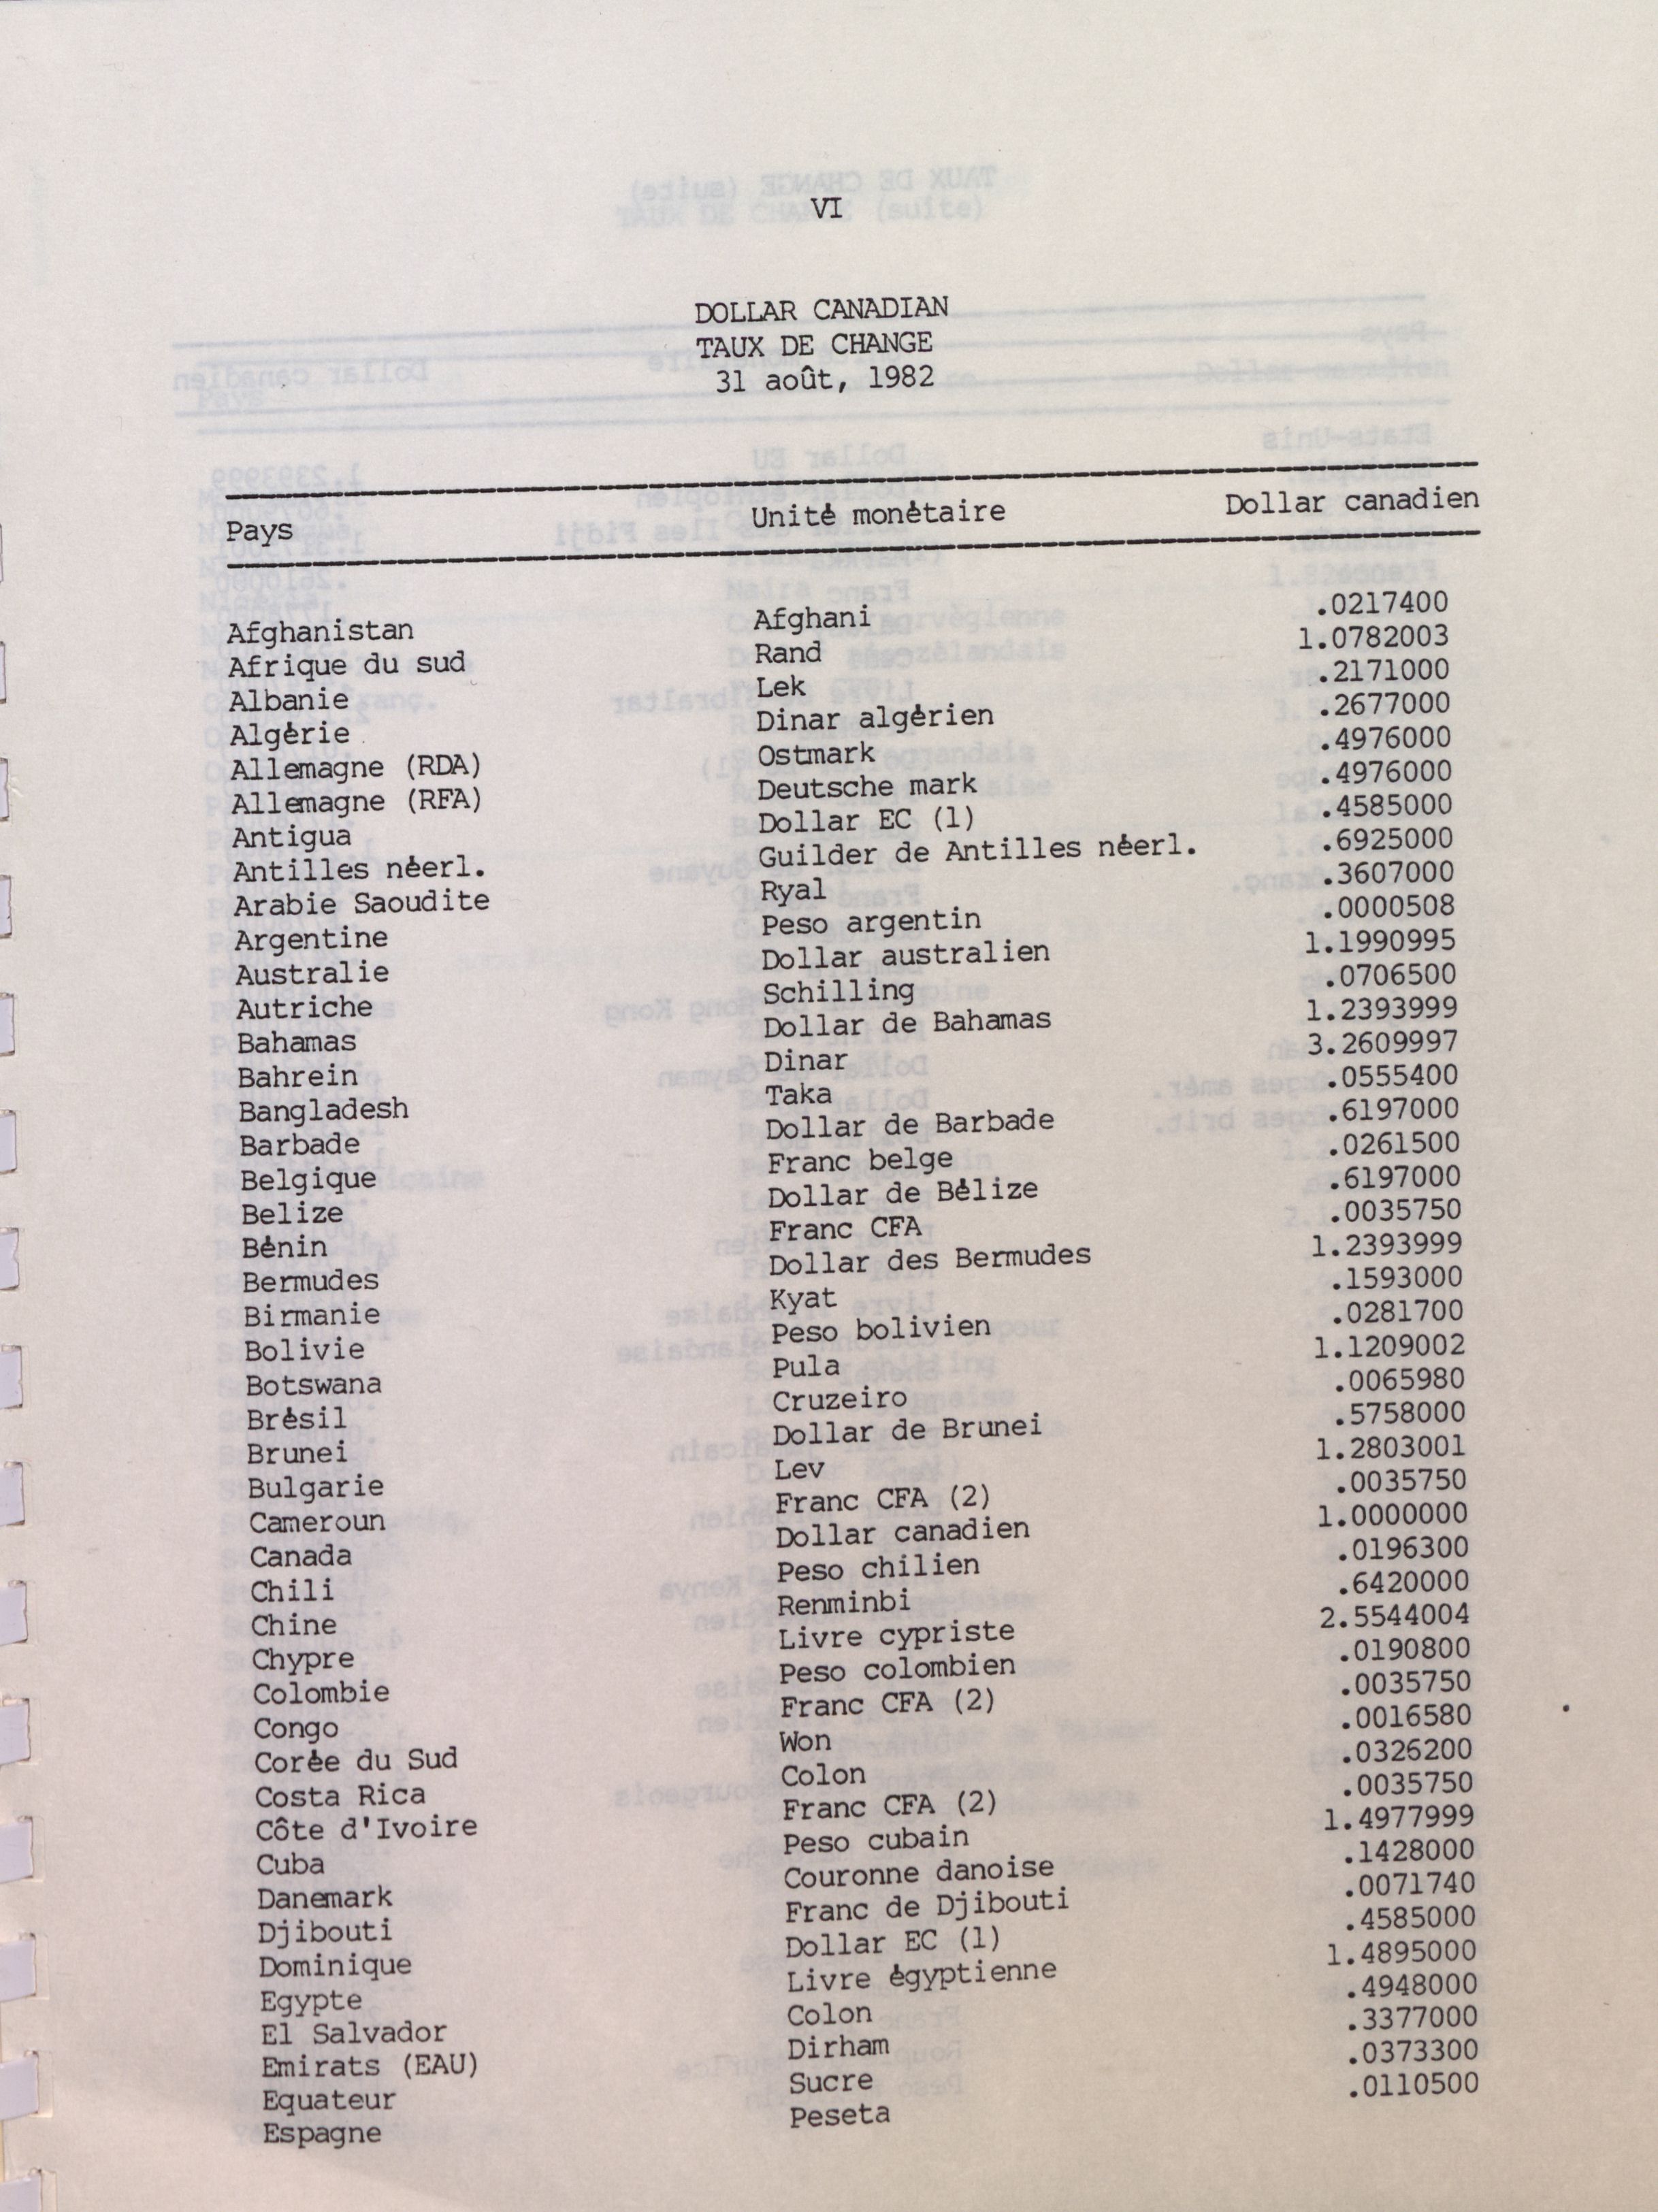 VI
DOLLAR CANADIAN
TAUX DE CHANGE
31 août, 1982
Pays Unité monétaire Dollar canadien
Afghanistan Afghani .0217400
Afrique du sud Rand 1.0782003
Albanie Lek .2171000
Algérie Dinar algérien .2677000
Allemagne (RDA) Ostmark .4976000
Allemagne (RFA) Deutsche mark .4976000
Antigua Dollar EC (1) .4585000
Antilles néerl. Guilder de Antilles néerl. .6925000
Arabie Saoudite Ryal .3607000
Argentine Peso argentin .0000508
Australie Dollar australien 1.1990995
Autriche Schilling .0706500
Bahamas Dollar de Bahamas 1.2393999
Bahrein Dinar 3.2609997
Bangladesh Taka .0555400
Barbade Dollar de Barbade .6197000
Belgique Franc belge .0261500
Belize Dollar de Bélize .6197000
Bénin Franc CFA .0035750
Bermudes Dollar des Bermudes 1.2393999
Birmanie Kyat .1593000
Bolivie Peso bolivien .0281700
Botswana Pula 1.1209002
Brésil Cruzeiro .0065980
Brunei Dollar de Brunei .5758000
Bulgarie Lev 1.2803001
Cameroun Franc CFA (2) .0035750
Canada Dollar canadien 1.0000000
Chili Peso chilien .0196300
Chine Renminbi .6420000
Chypre Livre cypriste 2.5544004
Colombie Peso colombien .0190800
Congo Franc CFA (2) .0035750
Corée du Sud Won .0016580
Costa Rica Colon .0326200
Côte d'Ivoire Franc CFA (2) .0035750
Cuba Peso cubain 1.4977999
Danemark Couronne danoise .1428000
Djibouti Franc de Djibouti .0071740
Dominique Dollar EC (1) .4585000
Egypte Livre égyptienne 1.4895000
El Salvador Colon .4948000
Emirats (EAU) Dirham .3377000
Equateur Sucre .0373300
Espagne Peseta .0110500